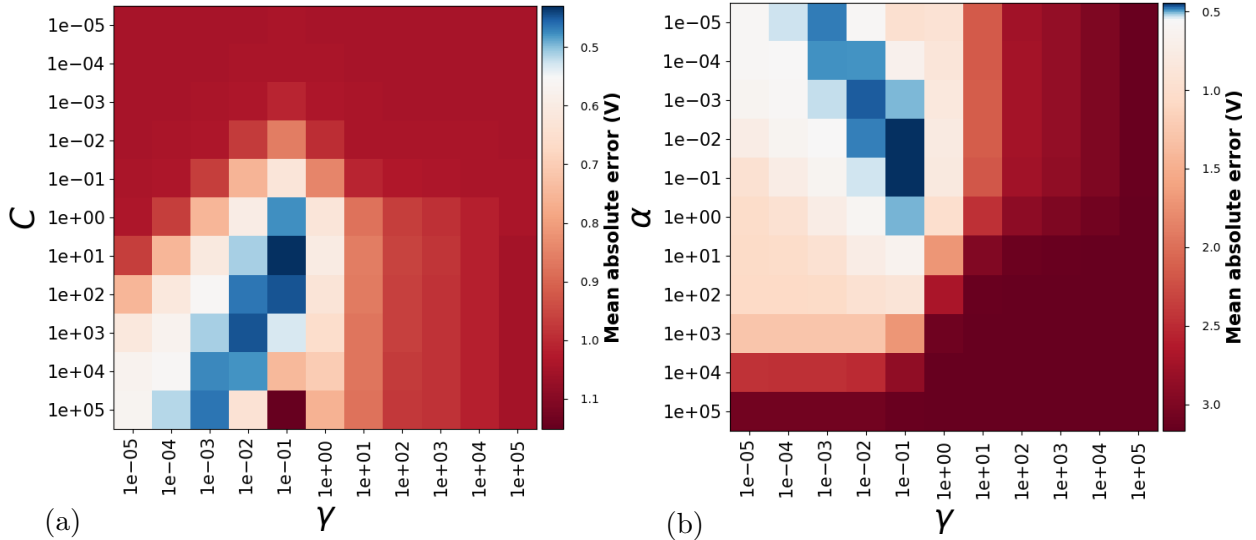 1e−05
1e−04
1e−03
1e−02
1e−01
1e+00
1e+01
1e+02
1e+03
1e+04
1e+05
C
1e−05
1e−04
1e−03
1e−02
1e−01
1e+00
1e+01
1e+02
1e+03
1e+04
1e+05
γ
(a)
0.5
0.6
0.7
0.8
0.9
1.0
1.1
Mean absolute error (V)
1e−05
1e−04
1e−03
1e−02
1e−01
1e+00
1e+01
1e+02
1e+03
1e+04
1e+05
α
1e−05
1e−04
1e−03
1e−02
1e−01
1e+00
1e+01
1e+02
1e+03
1e+04
1e+05
γ
(b)
0.5
1.0
1.5
2.0
2.5
3.0
Mean absolute error (V)